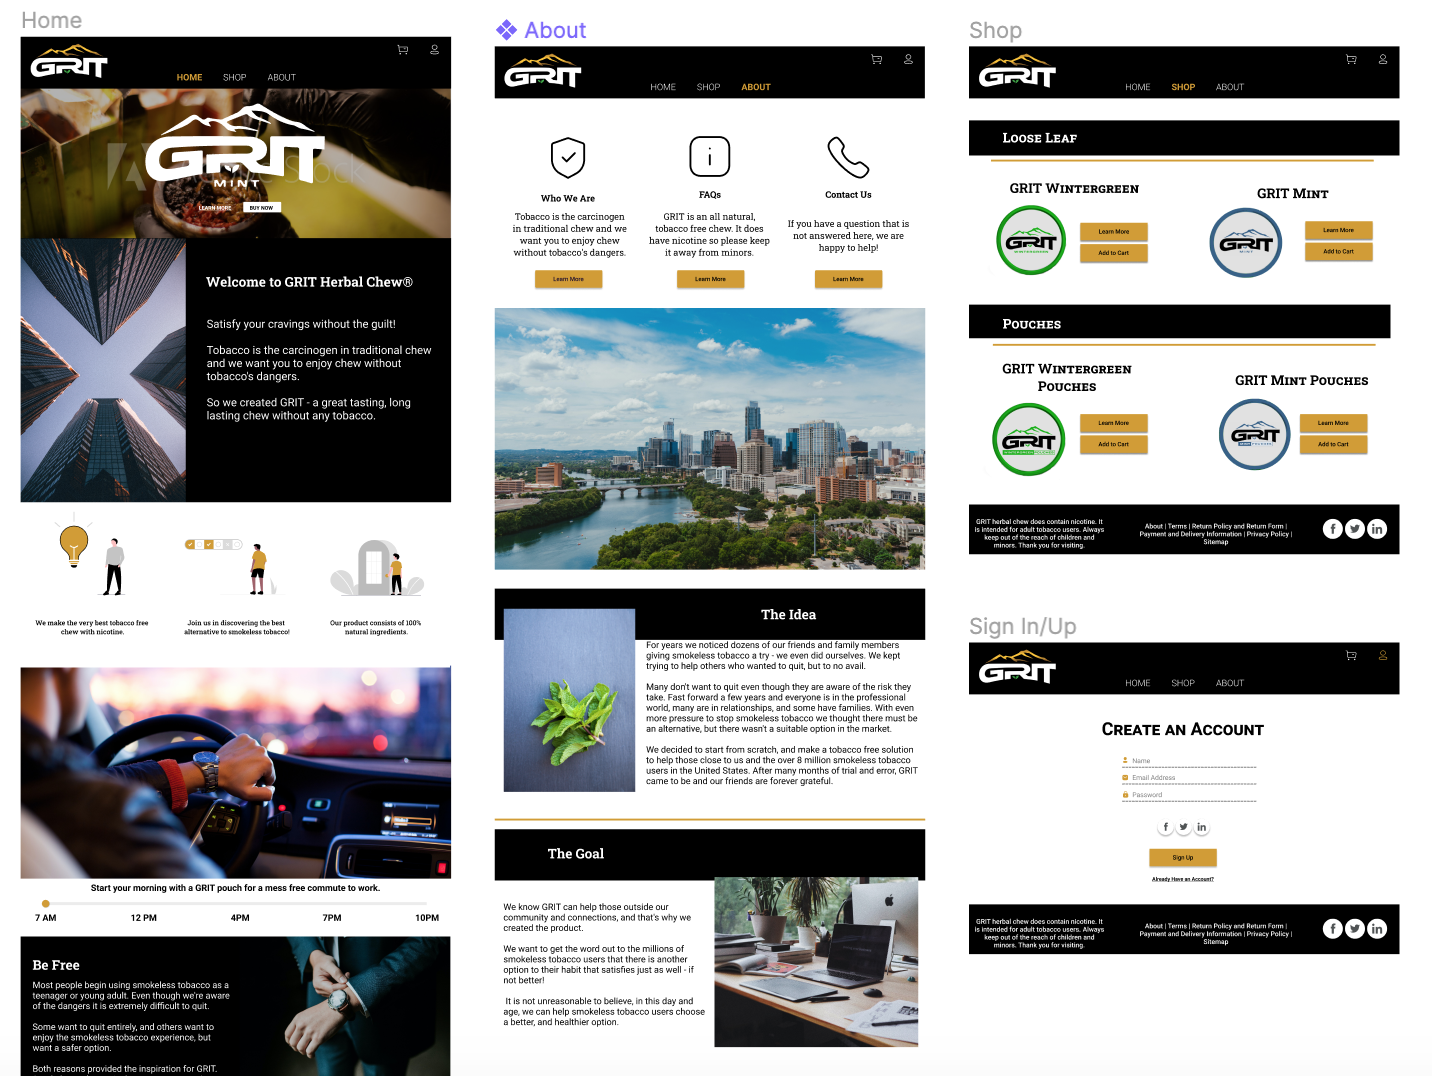 Home
GRIT
HOME SHOP ABOUT
GRIT
MINT
Stock
LEARN MORE BUY NOW
Welcome to GRIT Herbal Chew®
Satisfy your cravings without the guilt!
Tobacco is the carcinogen in traditional chew
and we want you to enjoy chew without
tobacco's dangers.
So we created GRIT - a great tasting, long
lasting chew without any tobacco.
We make the very best tobacco free
chew with nicotine.
Join us in discovering the best
alternative to smokeless tobacco!
Our product consists of 100%
natural ingredients.
Start your morning with a GRIT pouch for a mess free commute to work.
7 AM 12 PM 4PM 7PM 10PM
Be Free
Most people begin using smokeless tobacco as a
teenager or young adult. Even though we're aware
of the dangers it is extremely difficult to quit.
Some want to quit entirely, and others want to
enjoy the smokeless tobacco experience, but
want a safer option.
Both reasons provided the inspiration for GRIT.
About
GRIT
HOME SHOP ABOUT
Who We Are
Tobacco is the carcinogen
in traditional chew and we
want you to enjoy chew
without tobacco's dangers.
Learn More
FAQs
GRIT is an all natural,
tobacco free chew. It does
have nicotine so please keep
it away from minors.
Learn More
Contact Us
If you have a question that is
not answered here, we are
happy to help!
Learn More
The Idea
For years we noticed dozens of our friends and family members
giving smokeless tobacco a try - we even did ourselves. We kept
trying to help others who wanted to quit, but to no avail.
Many don't want to quit even though they are aware of the risk they
take. Fast forward a few years and everyone is in the professional
world, many are in relationships, and some have families. With even
more pressure to stop smokeless tobacco we thought there must be
an alternative, but there wasn't a suitable option in the market.
We decided to start from scratch, and make a tobacco free solution
to help those close to us and the over 8 million smokeless tobacco
users in the United States. After many months of trial and error, GRIT
came to be and our friends are forever grateful.
The Goal
We know GRIT can help those outside our
community and connections, and that's why we
created the product.
We want to get the word out to the millions of
smokeless tobacco users that there is another
option to their habit that satisfies just as well - if
not better!
It is not unreasonable to believe, in this day and
age, we can help smokeless tobacco users choose
a better, and healthier option.
Shop
GRIT
HOME SHOP ABOUT
Loose Leaf
GRIT Wintergreen
GRIT
WINTERGREEN
Learn More
Add to Cart
GRIT Mint
GRIT
MINT
Learn More
Add to Cart
Pouches
GRIT Wintergreen
Pouches
GRIT
WINTERGREEN POUCHES
Learn More
Add to Cart
GRIT Mint Pouches
GRIT
MINT POUCHES
Learn More
Add to Cart
GRIT herbal chew does contain nicotine. It
is intended for adult tobacco users. Always
keep out of the reach of children and
minors. Thank you for visiting.
About | Terms | Return Policy and Return Form |
Payment and Delivery Information | Privacy Policy |
Sitemap
Sign In/Up
GRIT
HOME SHOP ABOUT
Create an Account
Name
Email Address
Password
Sign Up
Already Have an Account?
GRIT herbal chew does contain nicotine. It
is intended for adult tobacco users. Always
keep out of the reach of children and
minors. Thank you for visiting.
About | Terms | Return Policy and Return Form |
Payment and Delivery Information | Privacy Policy |
Sitemap